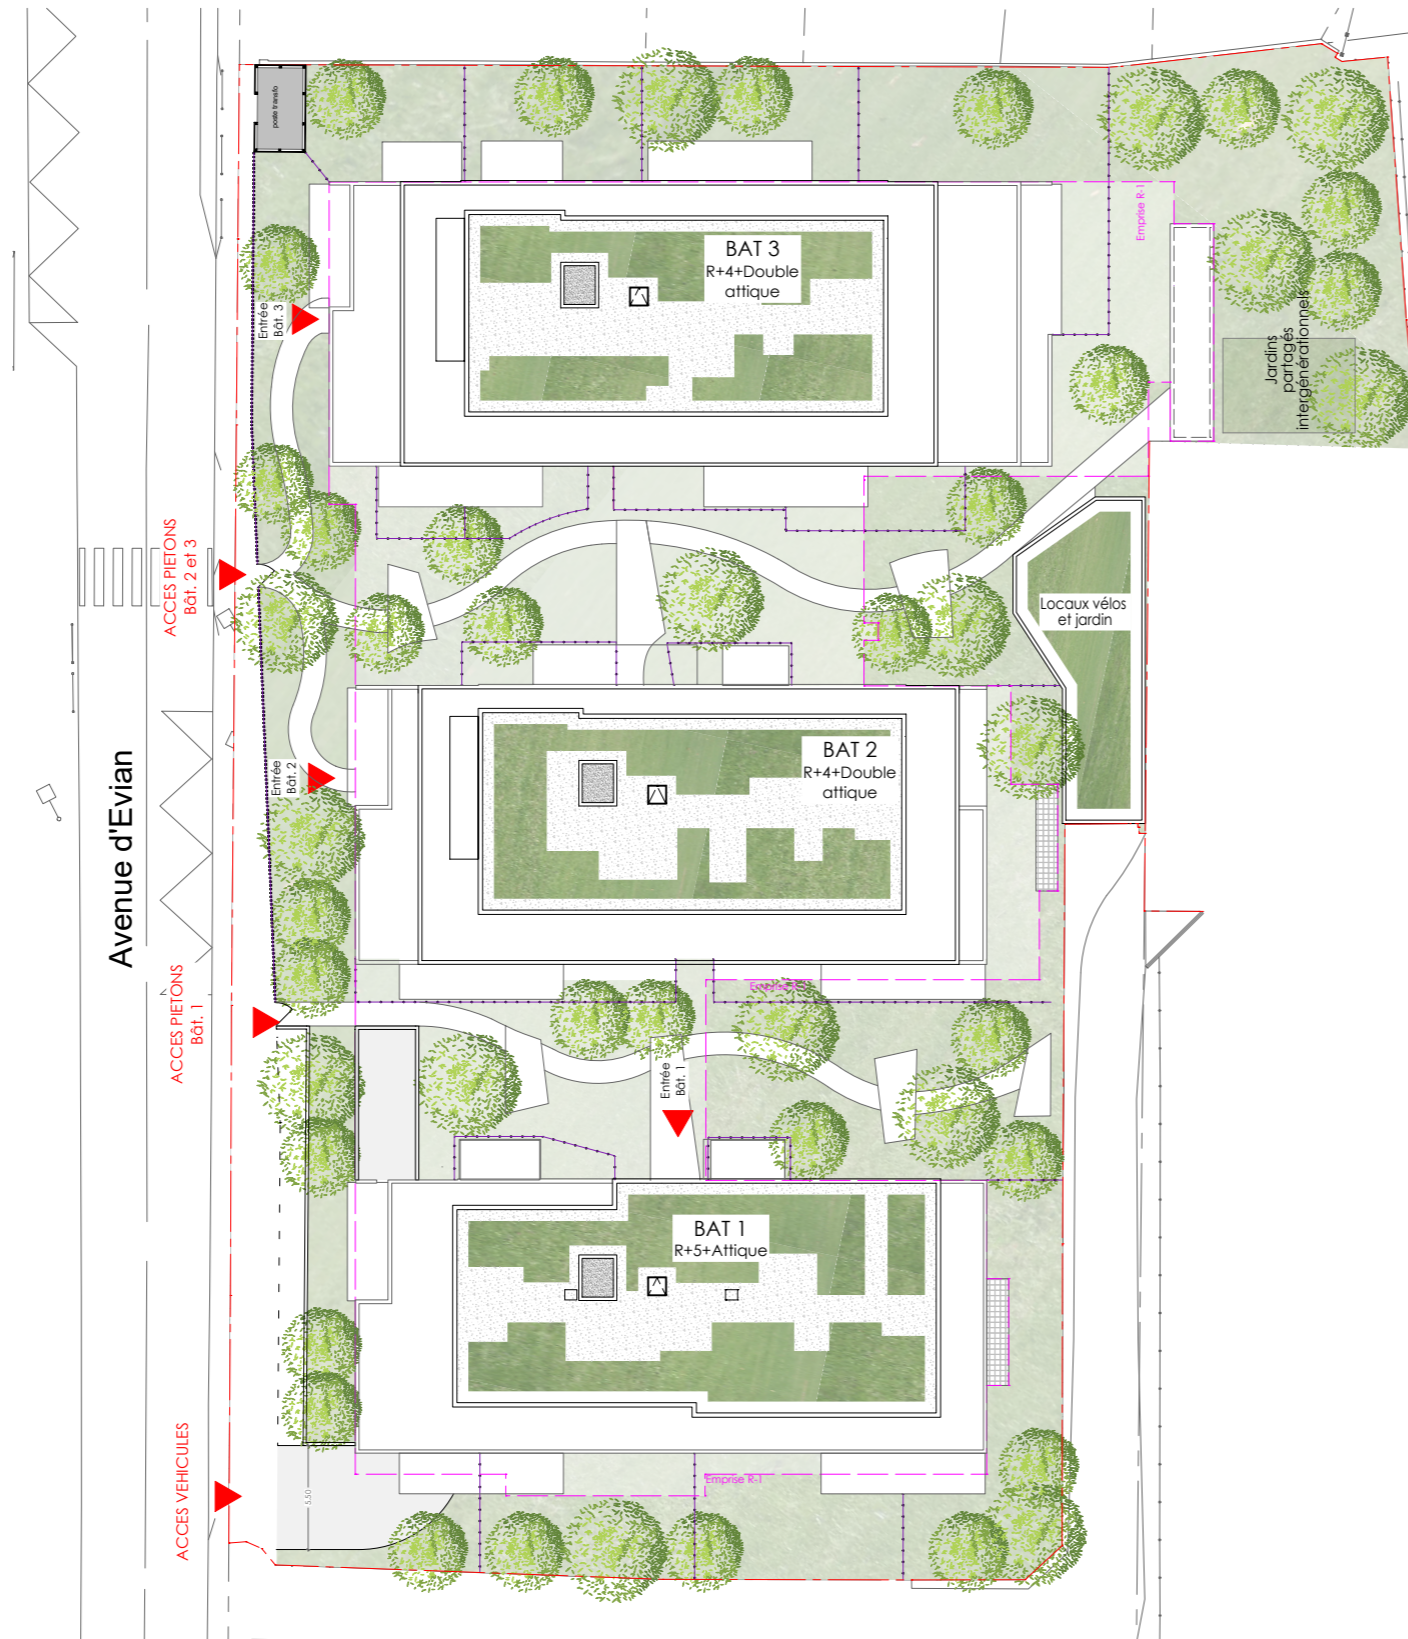 poste transfo
BAT 3
R+4+Double
attique
Emprise R-1
Entrée
Bât. 3
Jardins
partagés
intergénérationnels
ACCES PIETONS
Bât. 2 et 3
Locaux vélos
et jardin
BAT 2
R+4+Double
attique
Entrée
Bât. 2
Avenue d'Evian
ACCES PIETONS
Bât. 1
Emprise R-1
Entrée
Bât. 1
BAT 1
R+5+Attique
ACCES VEHICULES
5.50
Emprise R-1